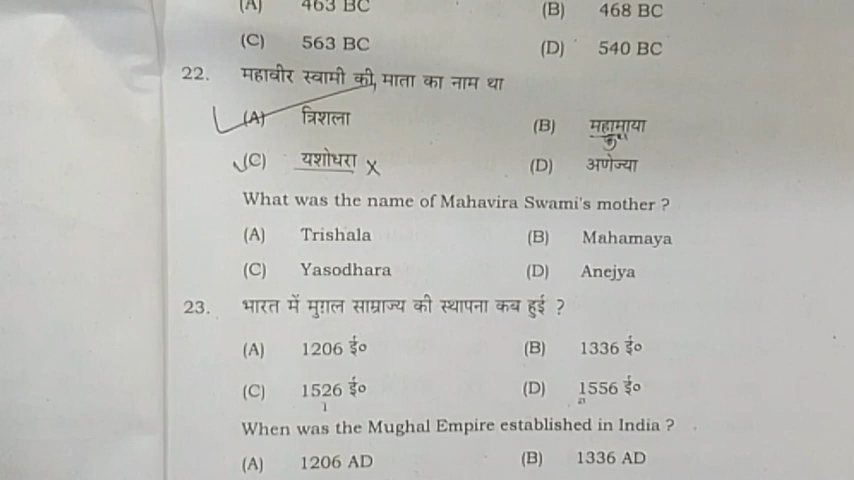 (A) 463 BC (B) 468 BC
(C) 563 BC (D) 540 BC
22. महावीर स्वामी की माता का नाम था
(A) त्रिशला (B) महामाया
(C) यशोधरा x (D) अणेज्या
What was the name of Mahavira Swami's mother ?
(A) Trishala (B) Mahamaya
(C) Yasodhara (D) Anejya
23. भारत में मुग़ल साम्राज्य की स्थापना कब हुई ?
(A) 1206 ई० (B) 1336 ई०
(C) 1526 ई० (D) 1556 ई०
When was the Mughal Empire established in India ?
(A) 1206 AD (B) 1336 AD